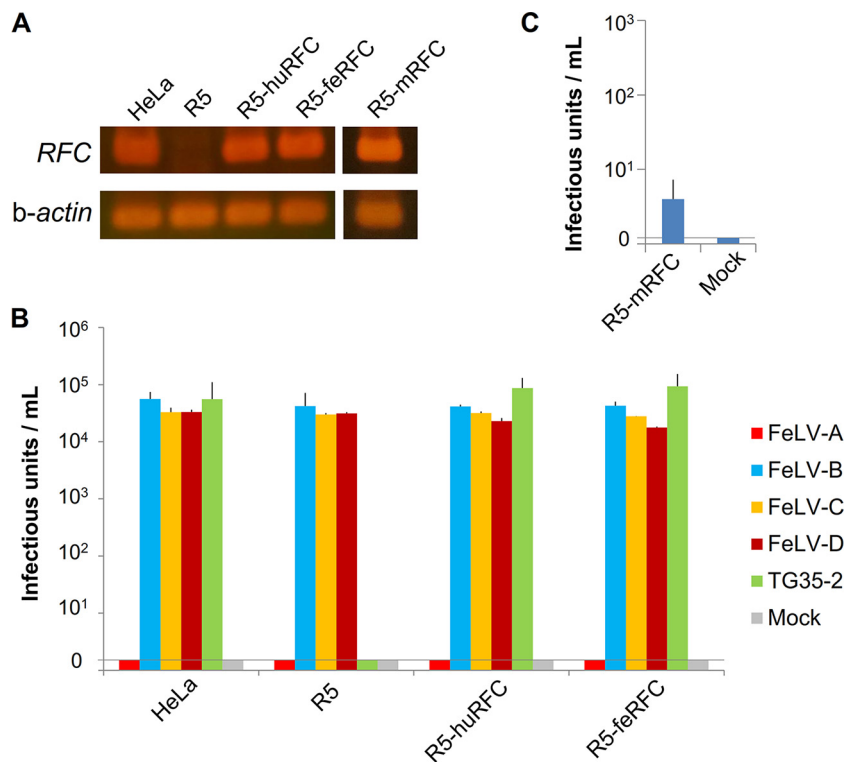 A
HeLa
R5
R5-huRFC
R5-feRFC
R5-mRFC
RFC
b-actin
C
Infectious units / mL
10³
10²
10¹
0
R5-mRFC
Mock
B
Infectious units / mL
10⁶
10⁵
10⁴
10³
10²
10¹
0
HeLa
R5
R5-huRFC
R5-feRFC
FeLV-A
FeLV-B
FeLV-C
FeLV-D
TG35-2
Mock